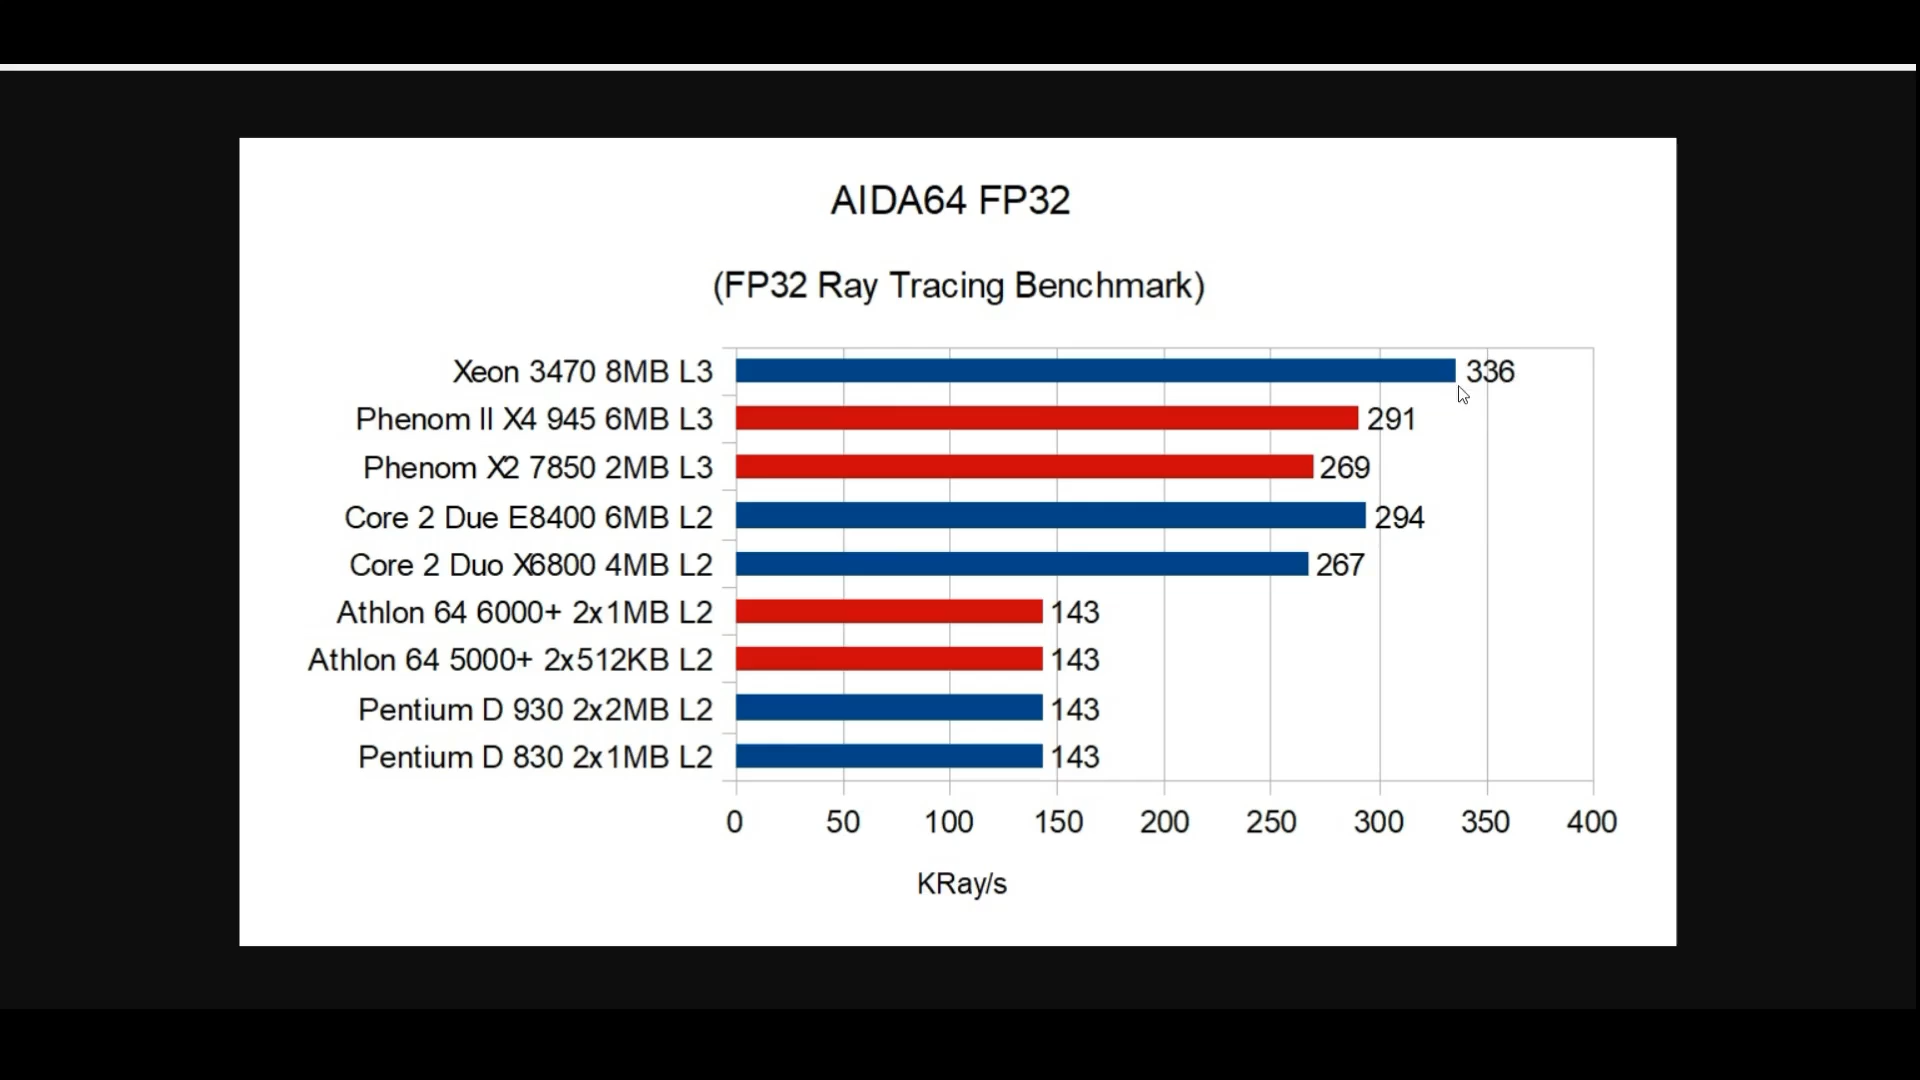 AIDA64 FP32
(FP32 Ray Tracing Benchmark)
Xeon 3470 8MB L3 336
Phenom II X4 945 6MB L3 291
Phenom X2 7850 2MB L3 269
Core 2 Due E8400 6MB L2 294
Core 2 Duo X6800 4MB L2 267
Athlon 64 6000+ 2x1MB L2 143
Athlon 64 5000+ 2x512KB L2 143
Pentium D 930 2x2MB L2 143
Pentium D 830 2x1MB L2 143
0 50 100 150 200 250 300 350 400
KRay/s